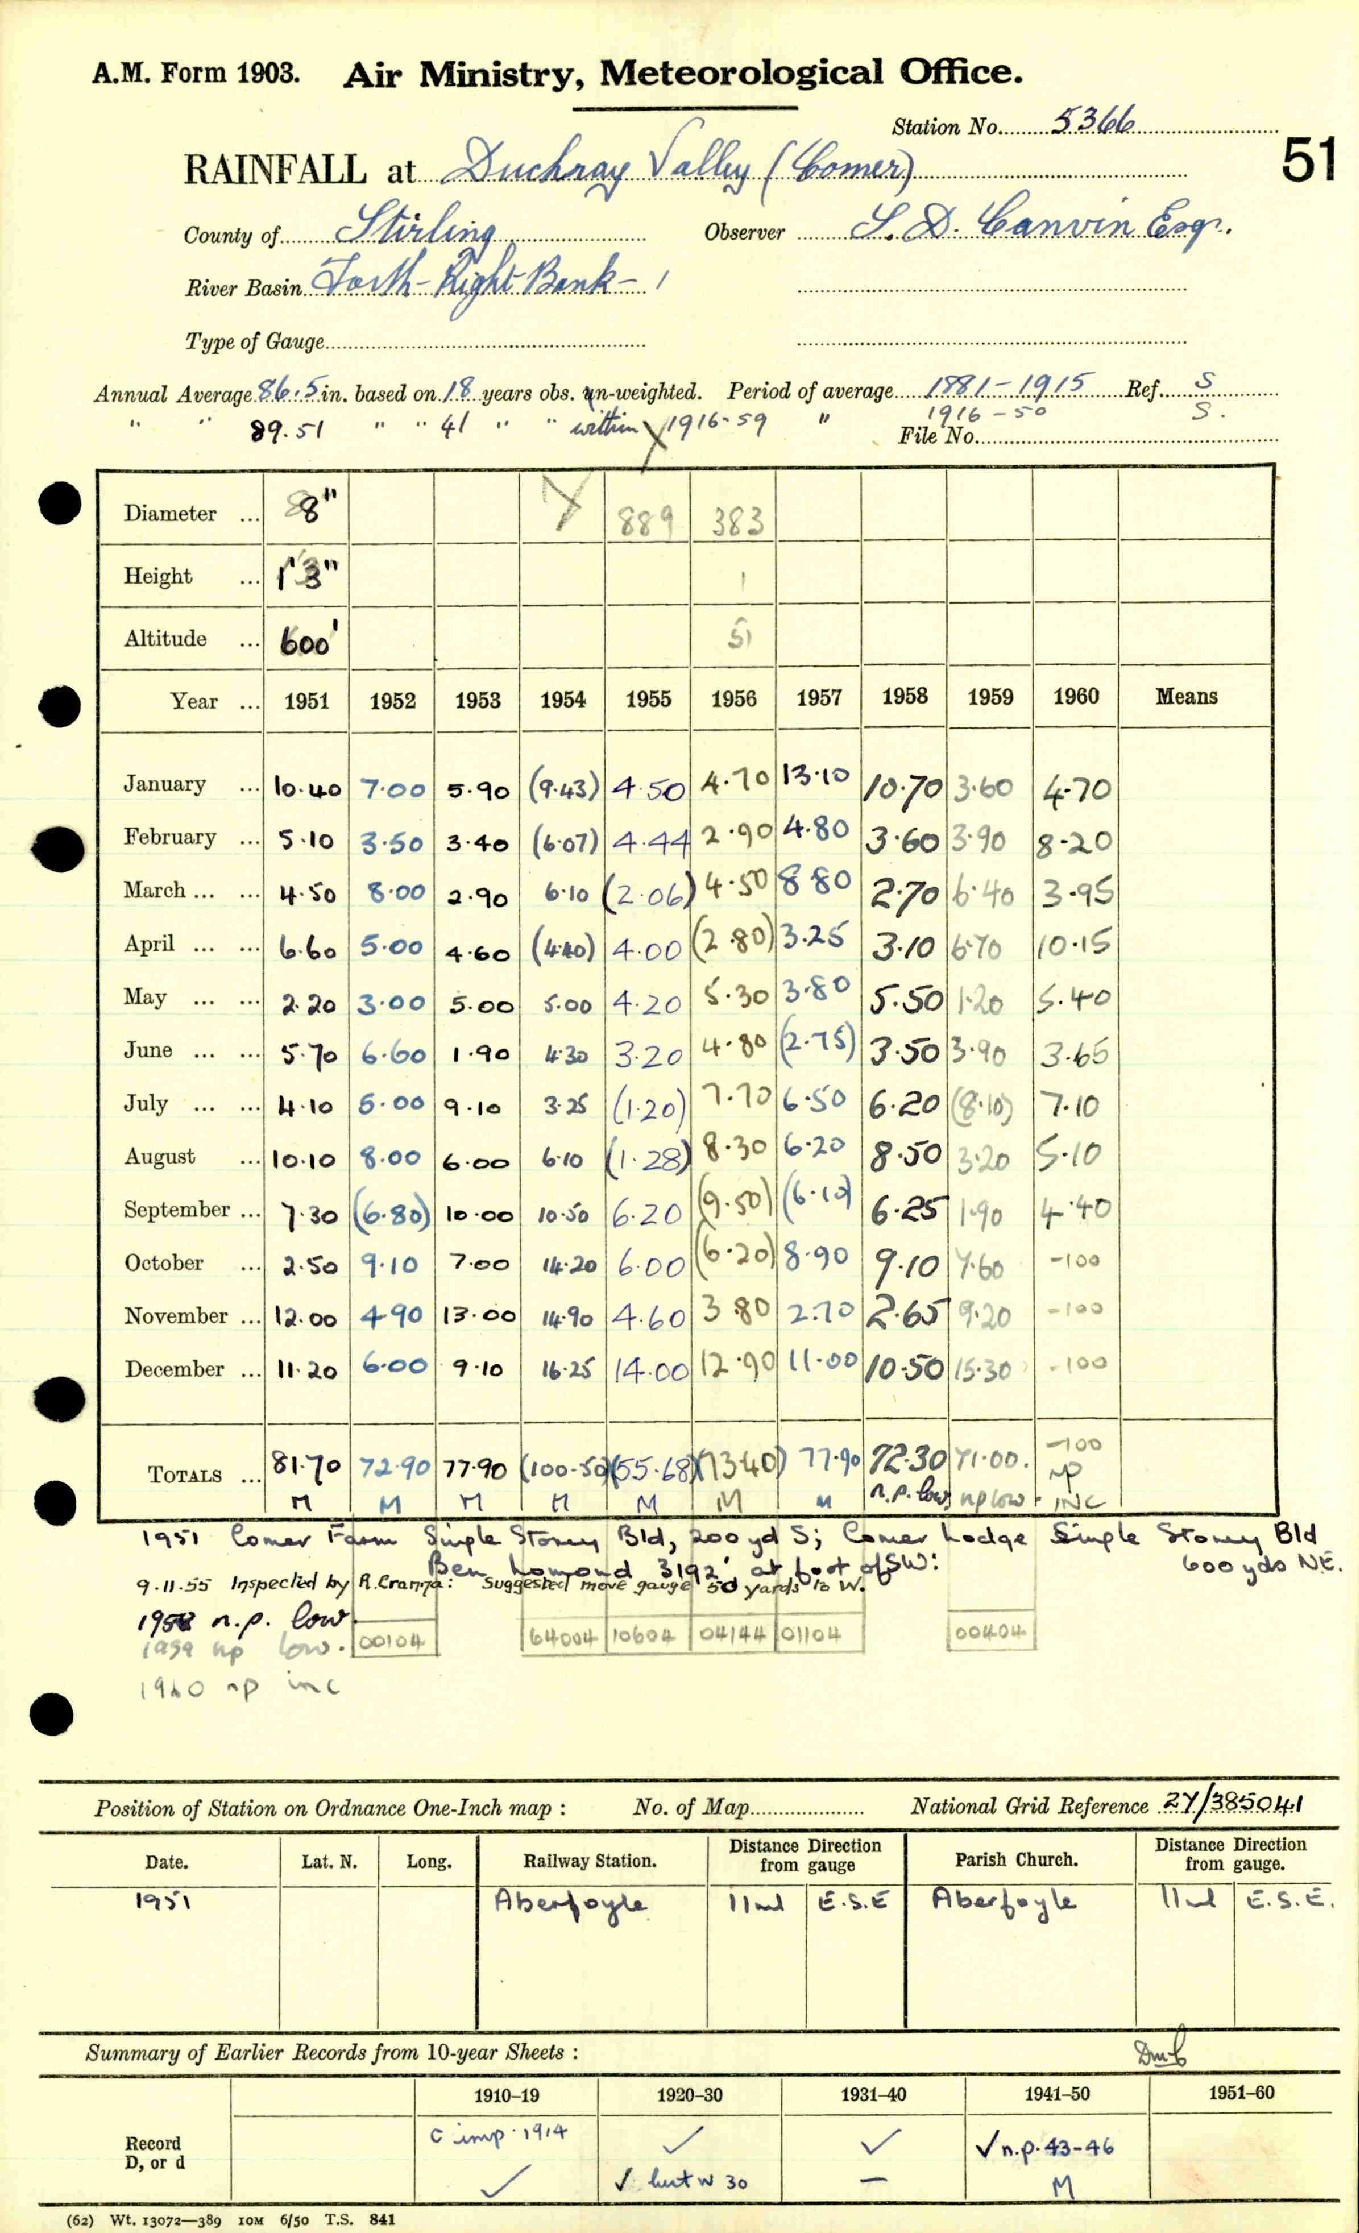 A.M. Form 1903. Air Ministry, Meteorological Office.
Station No. 5366
51
RAINFALL at Duchray Valley (Comer)
County of Stirling Observer S. D. Canvin Esqr.
River Basin Forth-Right Bank-1
Type of Gauge
Annual Average 86.5 in. based on 18 years obs. un-weighted. Period of average 1881-1915 Ref. S
" " 89.51 " " 41 " " within 1916-59 " 1916-50 S.
File No.
Diameter ... 8" 889 383
Height ... 1'3" 1
Altitude ... 600' 51
Year ... 1951 1952 1953 1954 1955 1956 1957 1958 1959 1960 Means
January ... 10.40 7.00 5.90 (9.43) 4.50 4.70 13.10 10.70 3.60 4.70
February ... 5.10 3.50 3.40 (6.07) 4.44 2.90 4.80 3.60 3.90 8.20
March ... ... 4.50 8.00 2.90 6.10 (2.06) 4.50 8.80 2.70 6.40 3.95
April ... ... 6.60 5.00 4.60 (4.40) 4.00 (2.80) 3.25 3.10 6.70 10.15
May ... ... 2.20 3.00 5.00 5.00 4.20 5.30 3.80 5.50 1.20 5.40
June ... ... 5.70 6.60 1.90 4.30 3.20 4.80 (2.75) 3.50 3.90 3.65
July ... ... 4.10 5.00 9.10 3.25 (1.20) 7.70 6.50 6.20 (8.10) 7.10
August ... 10.10 8.00 6.00 6.10 (1.28) 8.30 6.20 8.50 3.20 5.10
September ... 7.30 (6.80) 10.00 10.50 6.20 (9.50) (6.10) 6.25 1.90 4.40
October ... 2.50 9.10 7.00 14.20 6.00 (6.20) 8.90 9.10 7.60 -100
November ... 12.00 4.90 13.00 14.90 4.60 3.80 2.70 2.65 9.20 -100
December ... 11.20 6.00 9.10 16.25 14.00 12.90 11.00 10.50 15.30 -100
TOTALS ... 81.70 72.90 77.90 (100.50) (55.68) (73.40) 77.90 72.30 71.00. -100
M M M M M M M n.p. low, np low. np INC
1951 Comer Farm Single Storey Bld, 200 yd S; Comer Lodge Single Storey Bld 600 yds N.E.
Ben Lomond 3192' at foot of SW:
9.11.55 Inspected by R. Cranna: Suggested move gauge 50 yards to W.
1958 n.p. low
1959 np low. 00104 64004 10604 04144 01104 00404
1960 np inc
Position of Station on Ordnance One-Inch map : No. of Map National Grid Reference 27/385041
Date. Lat. N. Long. Railway Station. Distance Direction from gauge Parish Church. Distance Direction from gauge.
1951 Aberfoyle 11ml E.S.E Aberfoyle 11ml E.S.E.
Summary of Earlier Records from 10-year Sheets :
1910–19 1920–30 1931–40 1941–50 1951–60
Record D, or d
C imp. 1914 ✓ ✓ ✓ n.p. 43-46
✓ ✓ but w 30 – M
(62) Wt. 13072—389 10M 6/50 T.S. 841